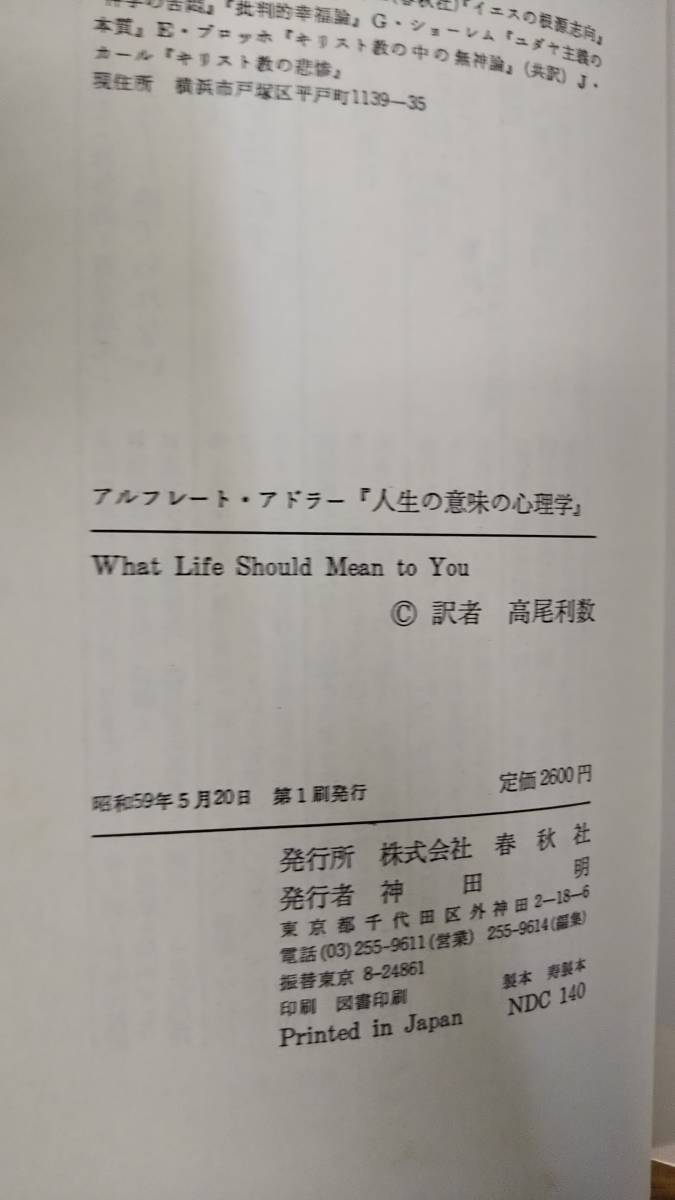 『イエスの根源志向』
『批判的幸福論』G・ショーレム『ユダヤ主義の
本質』E・ブロッホ『キリスト教の中の無神論』(共訳)J・
カール『キリスト教の悲惨』
現住所 横浜市戸塚区平戸町1139—35
アルフレート・アドラー『人生の意味の心理学』
What Life Should Mean to You
© 訳者 高尾利数
昭和59年5月20日 第1刷発行 定価2600円
発行所 株式会社 春秋社
発行者 神田 明
東京都千代田区外神田2—18—6
電話(03)255—9611(営業) 255—9614(編集)
振替東京 8—24861
印刷 図書印刷 製本 寿製本
Printed in Japan NDC 140